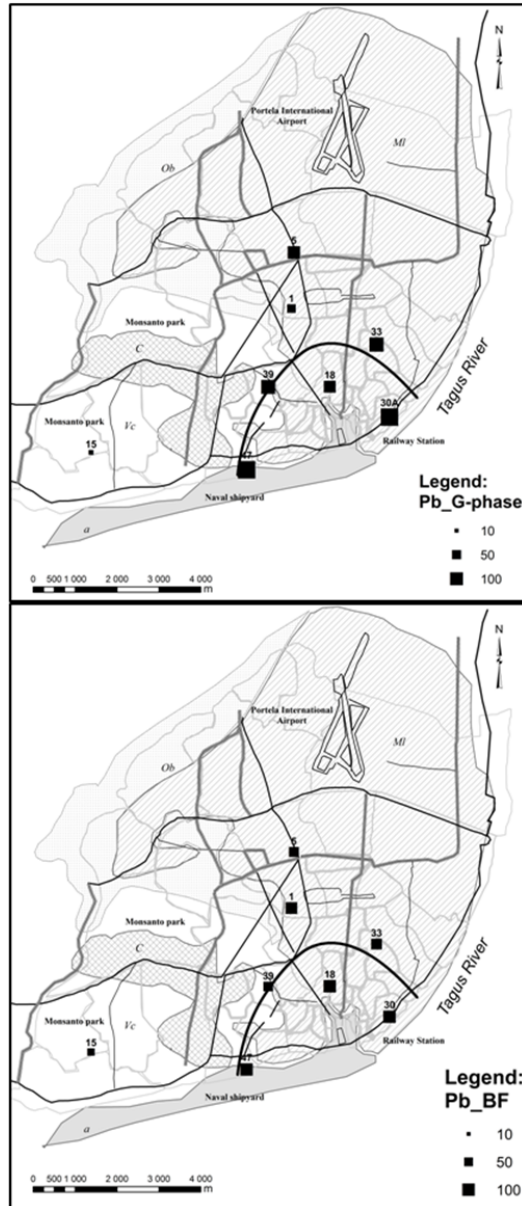 N
Portela International
Airport
Ml
Ob
5
1
Monsanto park
33
C
39
18
Tagus River
30A
Monsanto park
Railway Station
15
Vc
47
Naval shipyard
Legend:
Pb_G-phase
a
10
50
100
0 500 1 000 2 000 3 000 4 000
m
N
Portela International
Airport
Ml
Ob
5
1
Monsanto park
33
C
39
18
Tagus River
30
Monsanto park
Railway Station
15
Vc
47
Naval shipyard
Legend:
Pb_BF
a
10
50
100
0 500 1 000 2 000 3 000 4 000
m